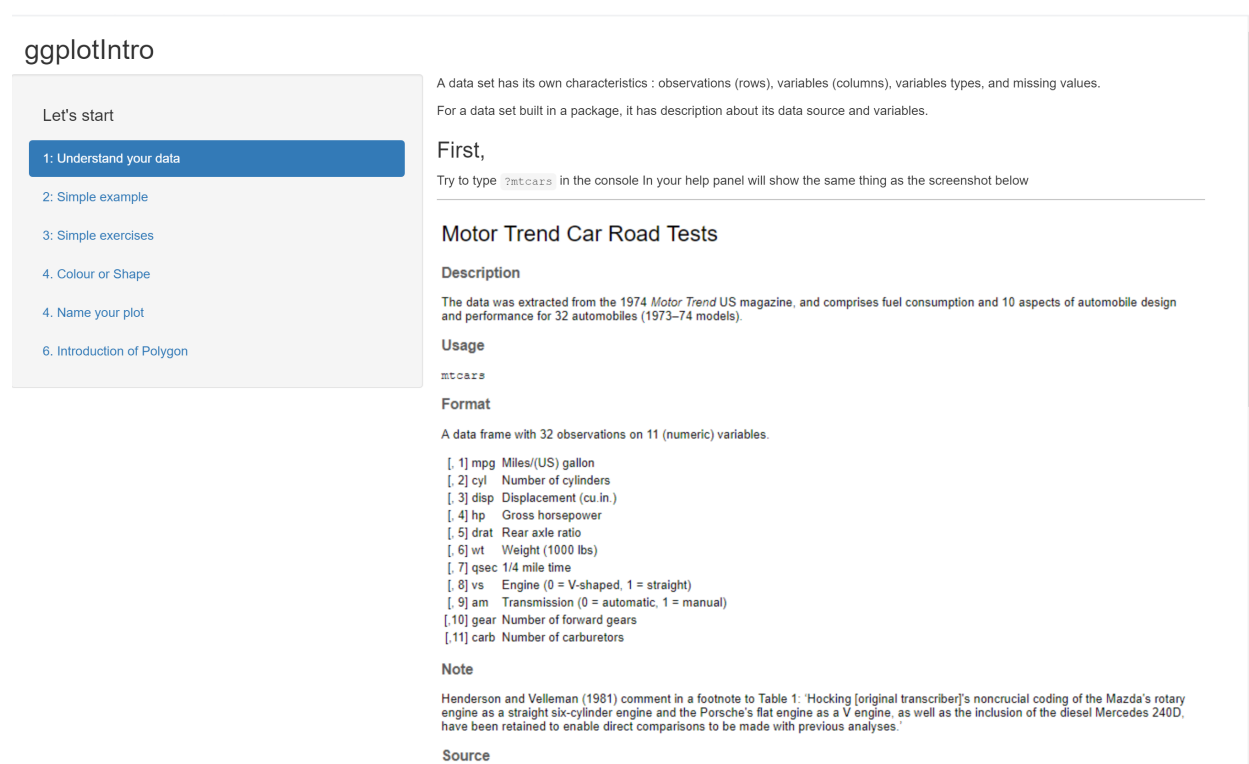 ggplotIntro
Let's start
1: Understand your data
2: Simple example
3: Simple exercises
4. Colour or Shape
4. Name your plot
6. Introduction of Polygon
A data set has its own characteristics : observations (rows), variables (columns), variables types, and missing values.
For a data set built in a package, it has description about its data source and variables.
First,
Try to type ?mtcars in the console In your help panel will show the same thing as the screenshot below
Motor Trend Car Road Tests
Description
The data was extracted from the 1974 Motor Trend US magazine, and comprises fuel consumption and 10 aspects of automobile design
and performance for 32 automobiles (1973–74 models).
Usage
mtcars
Format
A data frame with 32 observations on 11 (numeric) variables.
[, 1] mpg Miles/(US) gallon
[, 2] cyl Number of cylinders
[, 3] disp Displacement (cu.in.)
[, 4] hp Gross horsepower
[, 5] drat Rear axle ratio
[, 6] wt Weight (1000 lbs)
[, 7] qsec 1/4 mile time
[, 8] vs Engine (0 = V-shaped, 1 = straight)
[, 9] am Transmission (0 = automatic, 1 = manual)
[,10] gear Number of forward gears
[,11] carb Number of carburetors
Note
Henderson and Velleman (1981) comment in a footnote to Table 1: ‘Hocking [original transcriber]'s noncrucial coding of the Mazda's rotary
engine as a straight six-cylinder engine and the Porsche's flat engine as a V engine, as well as the inclusion of the diesel Mercedes 240D,
have been retained to enable direct comparisons to be made with previous analyses.’
Source